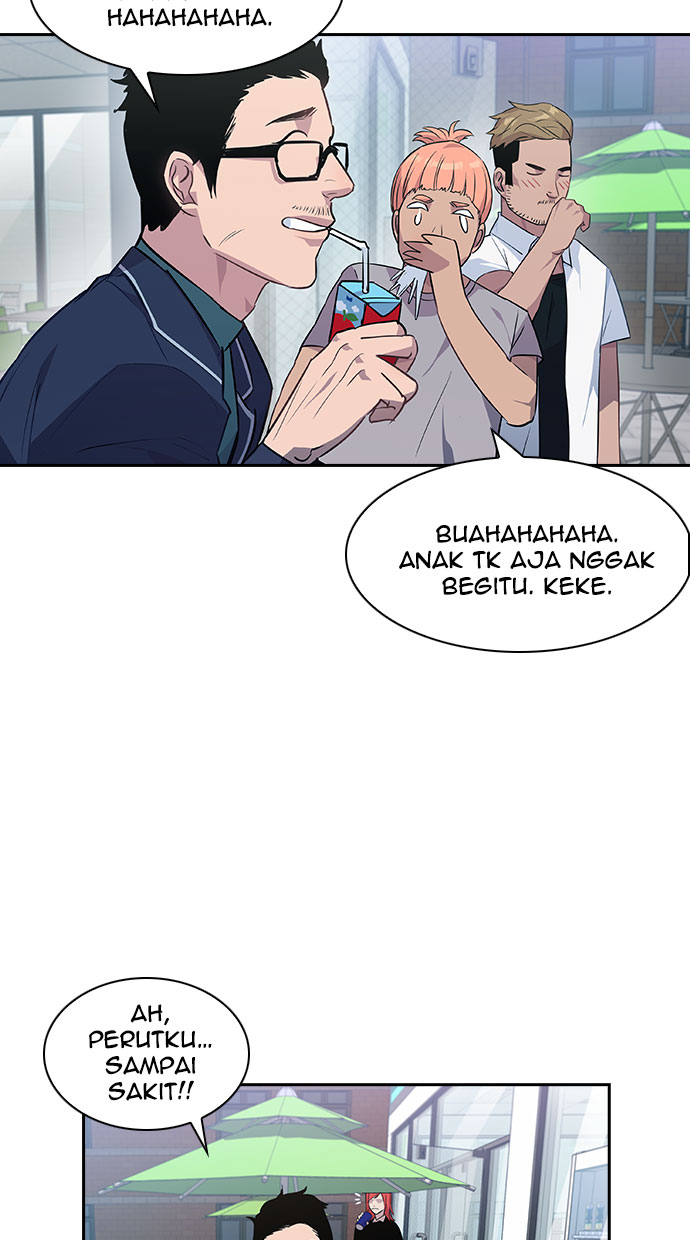 HAHAHAHAHA.
BUAHAHAHAHA.
ANAK TK AJA NGGAK
BEGITU. KEKE.
AH,
PERUTKU...
SAMPAI
SAKIT!!